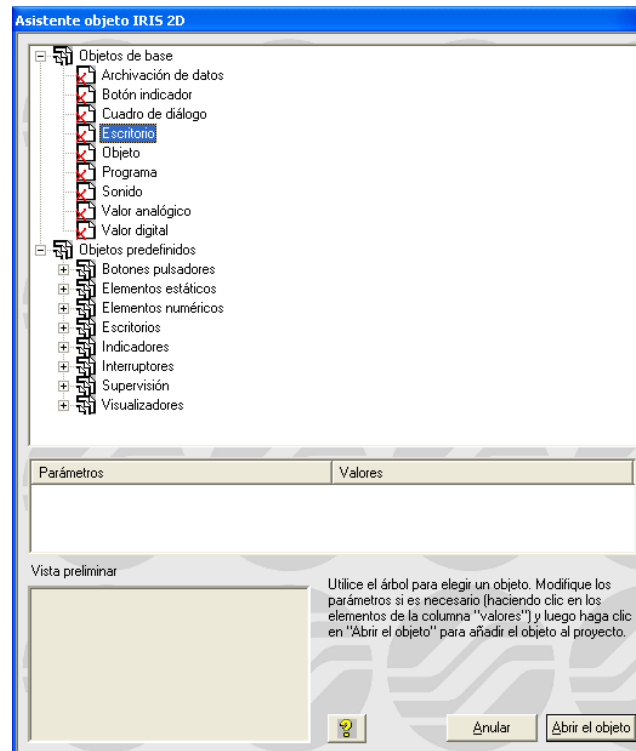 Asistente objeto IRIS 2D
Objetos de base
Archivación de datos
Botón indicador
Cuadro de diálogo
Escritorio
Objeto
Programa
Sonido
Valor analógico
Valor digital
Objetos predefinidos
Botones pulsadores
Elementos estáticos
Elementos numéricos
Escritorios
Indicadores
Interruptores
Supervisión
Visualizadores
Parámetros Valores
Vista preliminar
Utilice el árbol para elegir un objeto. Modifique los
parámetros si es necesario (haciendo clic en los
elementos de la columna "valores") y luego haga clic
en "Abrir el objeto" para añadir el objeto al proyecto.
? Anular Abrir el objeto